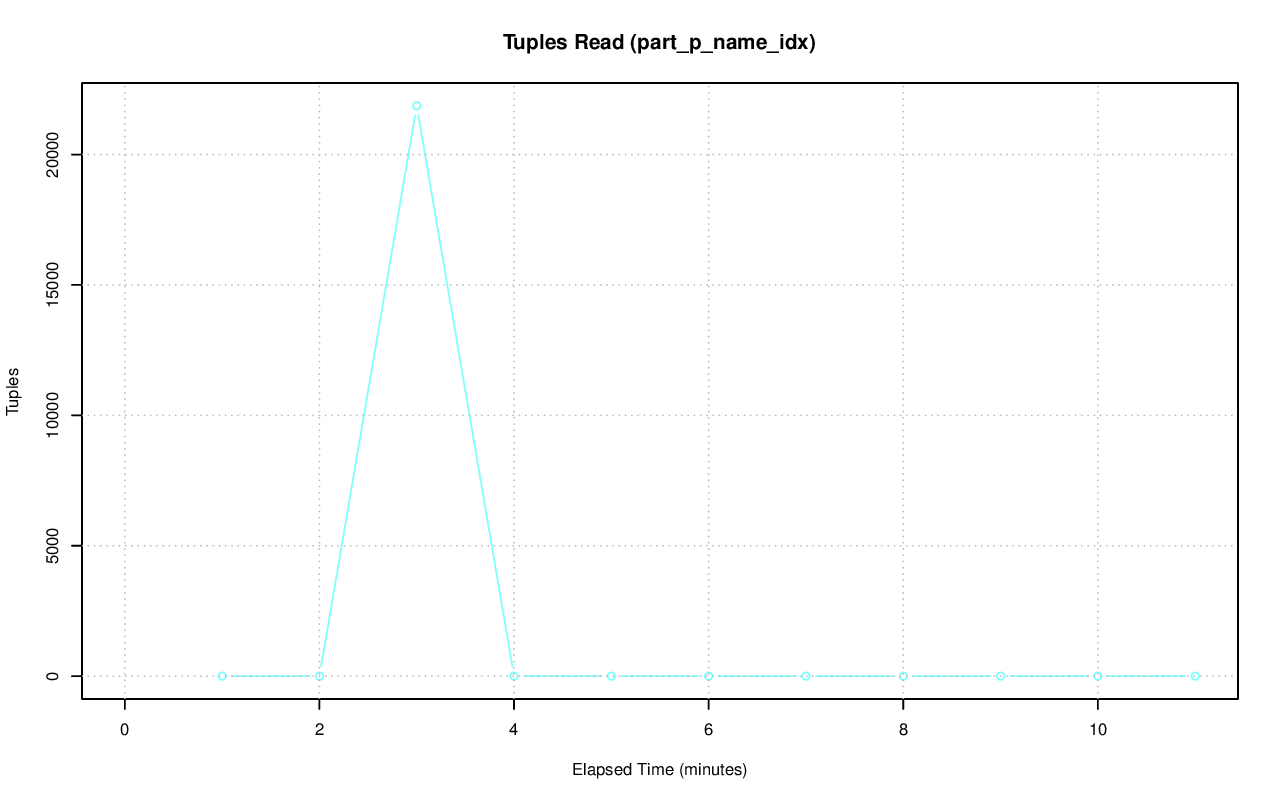 Tuples Read (part_p_name_idx)
Tuples
20000
15000
10000
5000
0
0 2 4 6 8 10
Elapsed Time (minutes)